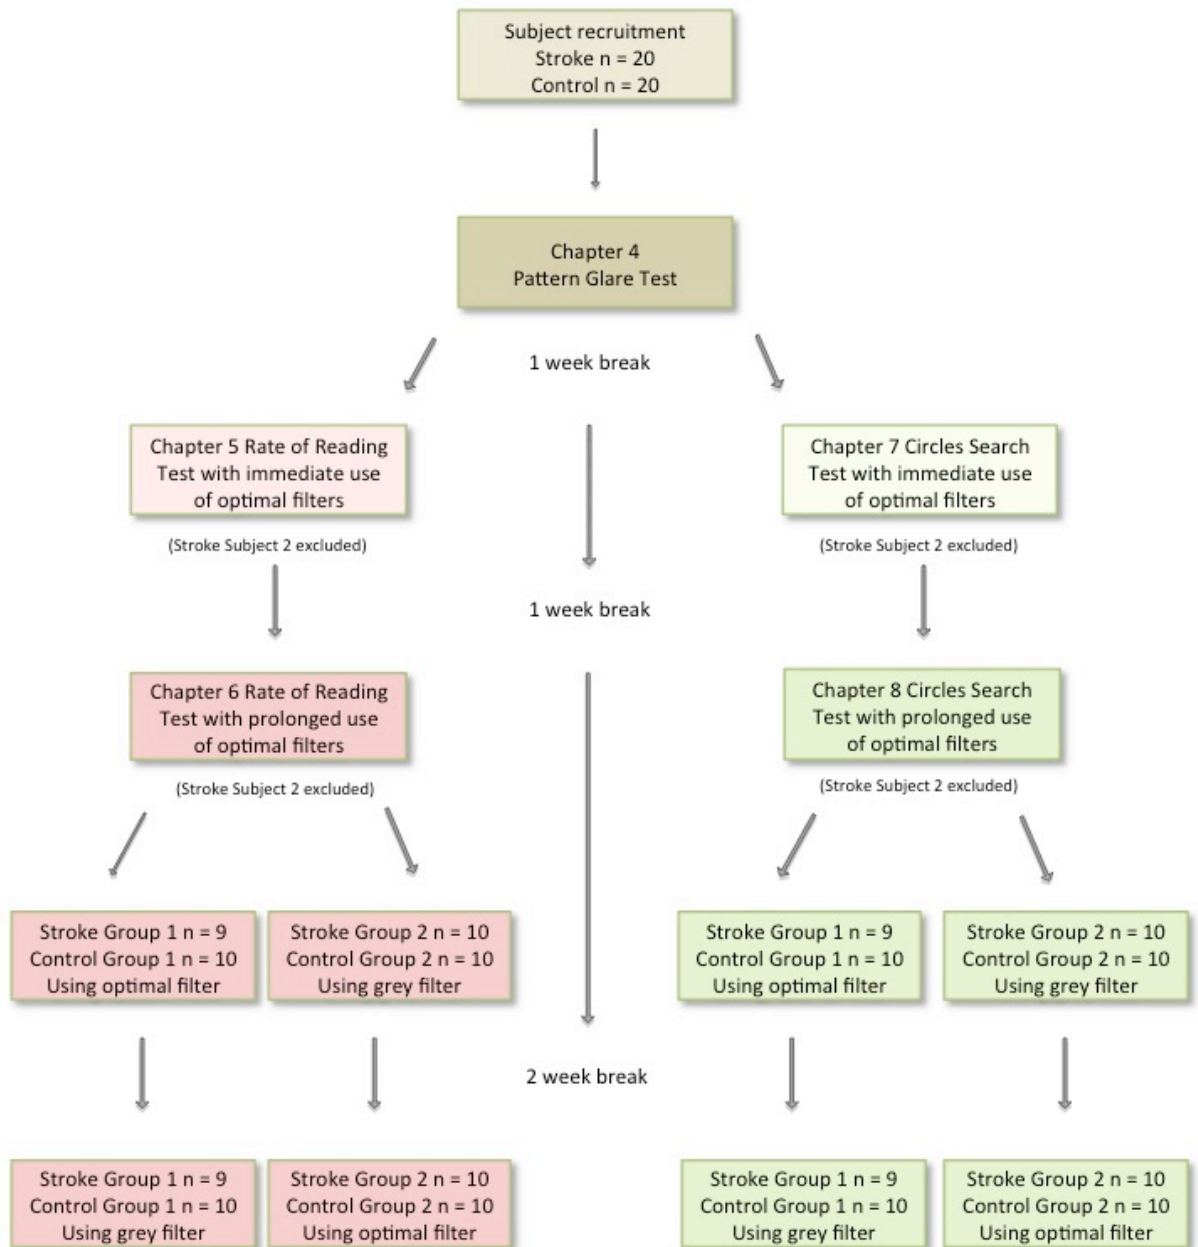 Subject recruitment
Stroke n = 20
Control n = 20
Chapter 4
Pattern Glare Test
1 week break
Chapter 5 Rate of Reading
Test with immediate use
of optimal filters
(Stroke Subject 2 excluded)
Chapter 7 Circles Search
Test with immediate use
of optimal filters
(Stroke Subject 2 excluded)
1 week break
Chapter 6 Rate of Reading
Test with prolonged use
of optimal filters
(Stroke Subject 2 excluded)
Chapter 8 Circles Search
Test with prolonged use
of optimal filters
(Stroke Subject 2 excluded)
Stroke Group 1 n = 9
Control Group 1 n = 10
Using optimal filter
Stroke Group 2 n = 10
Control Group 2 n = 10
Using grey filter
Stroke Group 1 n = 9
Control Group 1 n = 10
Using optimal filter
Stroke Group 2 n = 10
Control Group 2 n = 10
Using grey filter
2 week break
Stroke Group 1 n = 9
Control Group 1 n = 10
Using grey filter
Stroke Group 2 n = 10
Control Group 2 n = 10
Using optimal filter
Stroke Group 1 n = 9
Control Group 1 n = 10
Using grey filter
Stroke Group 2 n = 10
Control Group 2 n = 10
Using optimal filter